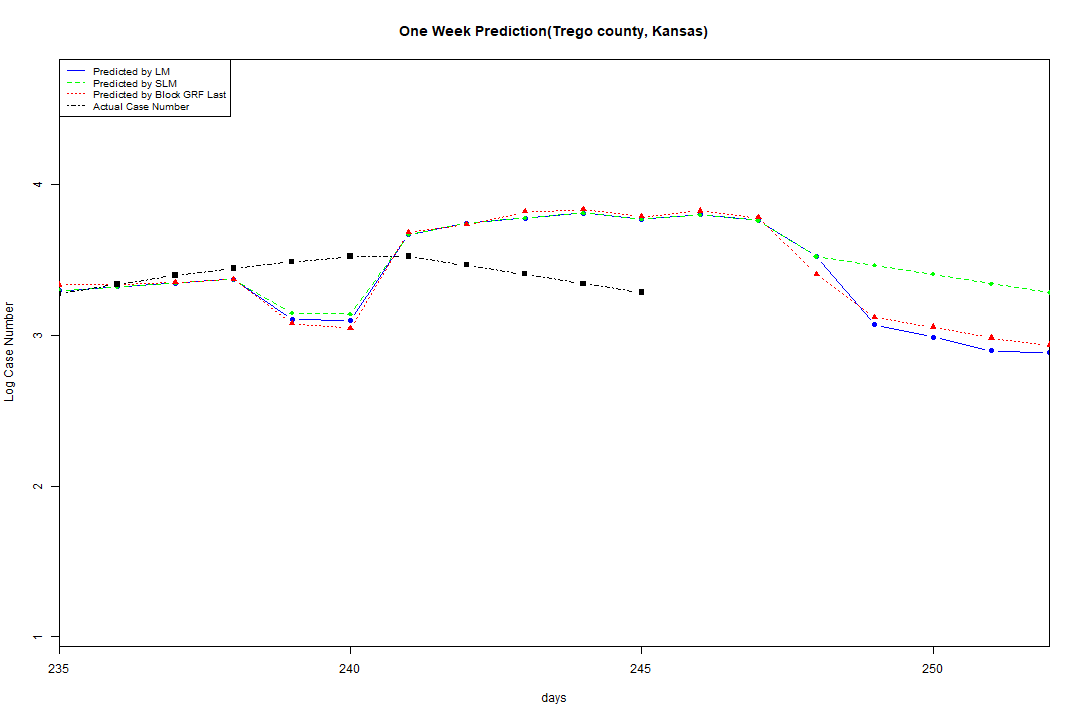 One Week Prediction(Trego county, Kansas)
Predicted by LM
Predicted by SLM
Predicted by Block GRF Last
Actual Case Number
4
3
2
1
Log Case Number
235
240
245
250
days